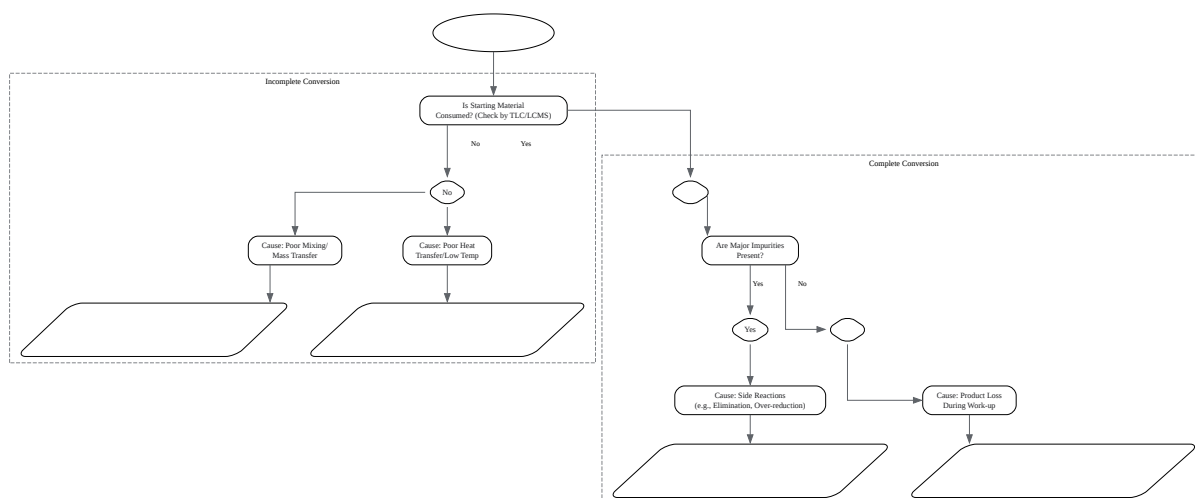 Incomplete Conversion
Is Starting Material
Consumed? (Check by TLC/LCMS)
No
Yes
Complete Conversion
No
Cause: Poor Mixing/
Mass Transfer
Cause: Poor Heat
Transfer/Low Temp
Are Major Impurities
Present?
Yes
No
Yes
Cause: Side Reactions
(e.g., Elimination, Over-reduction)
Cause: Product Loss
During Work-up